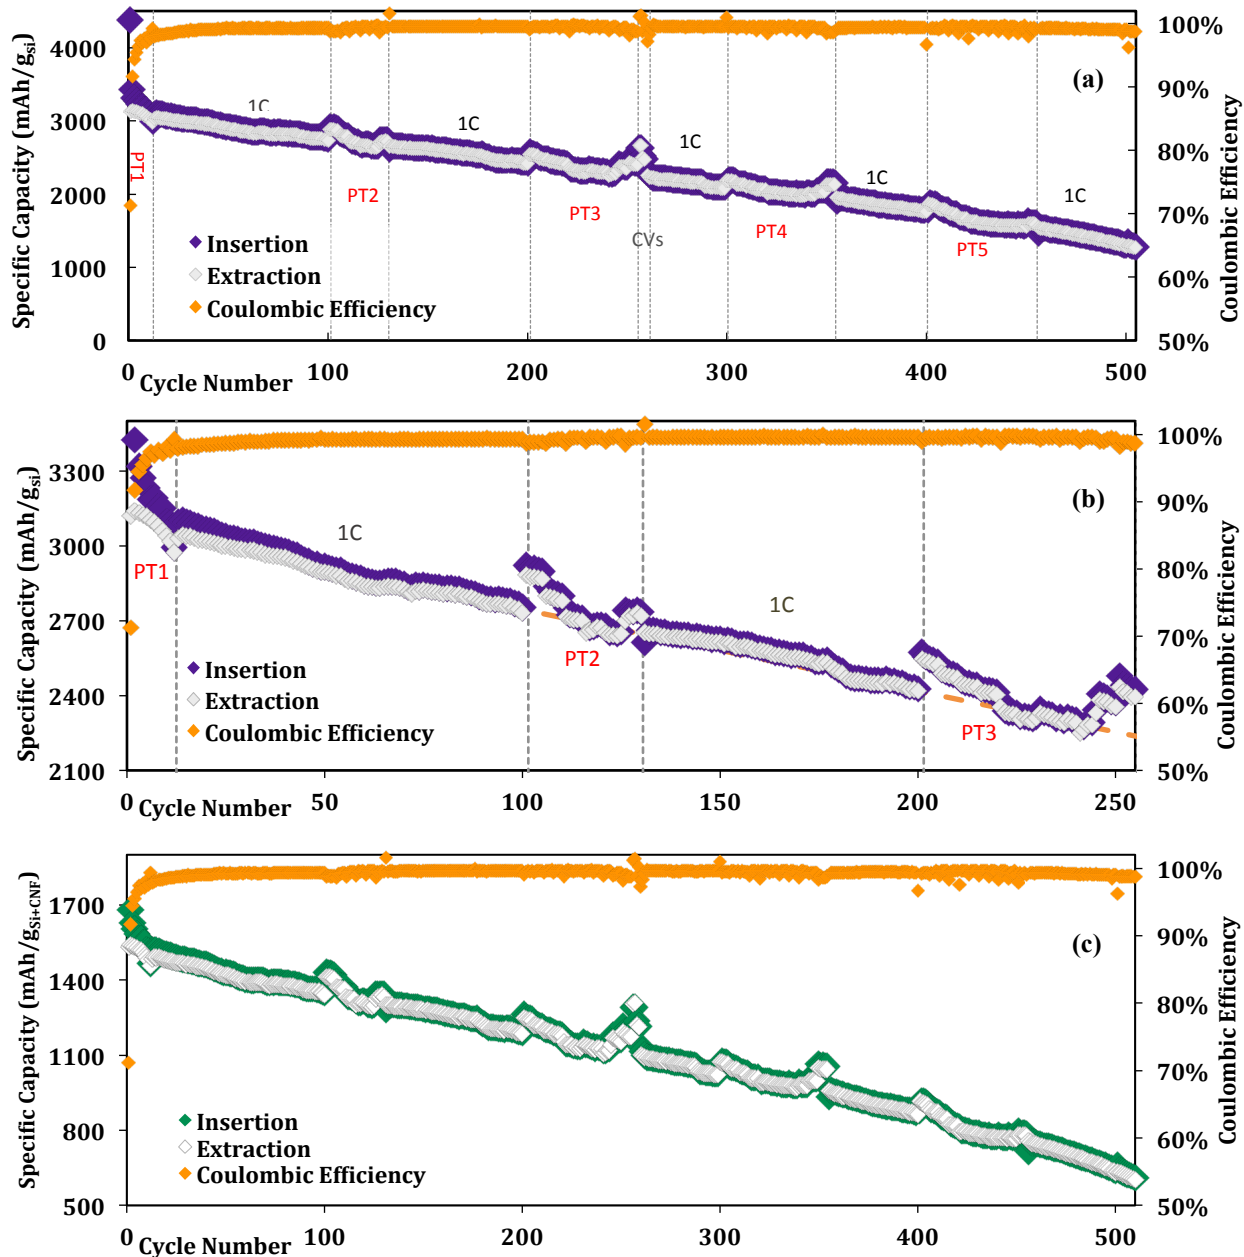 4000
3000
2000
1000
0
Specific Capacity (mAh/gsi)
100%
90%
80%
70%
60%
50%
Coulombic Efficiency
(a)
1C
1C
1C
1C
1C
PT1
PT2
PT3
CVs
PT4
PT5
Insertion
Extraction
Coulombic Efficiency
0 100 200 300 400 500
Cycle Number
3300
3000
2700
2400
2100
Specific Capacity (mAh/gsi)
100%
90%
80%
70%
60%
50%
Coulombic Efficiency
(b)
1C
1C
PT1
PT2
PT3
Insertion
Extraction
Coulombic Efficiency
0 50 100 150 200 250
Cycle Number
1700
1400
1100
800
500
Specific Capacity (mAh/gSi+CNF)
100%
90%
80%
70%
60%
50%
Coulombic Efficiency
(c)
Insertion
Extraction
Coulombic Efficiency
0 100 200 300 400 500
Cycle Number